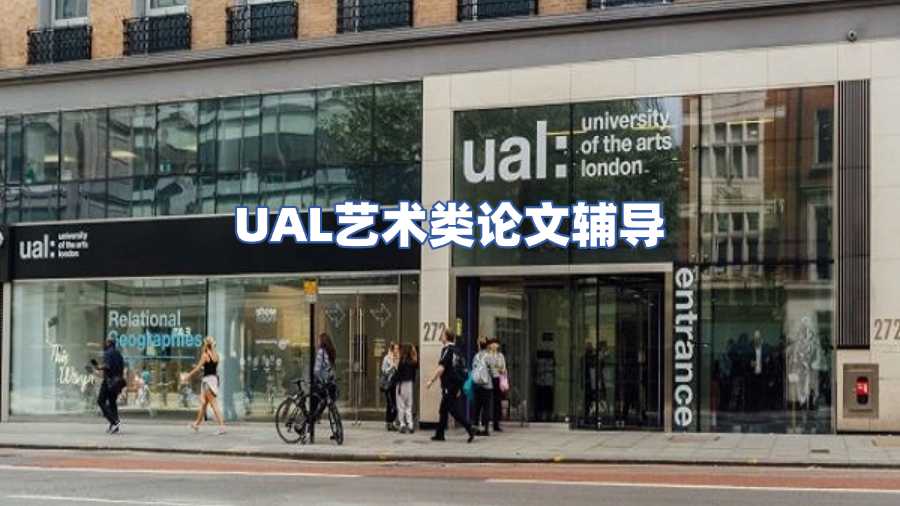 ual:
university
of the arts
london
UAL艺术类论文辅导
ual:
university
of the arts
london
Relational
Geographies
show
entrance
272
272